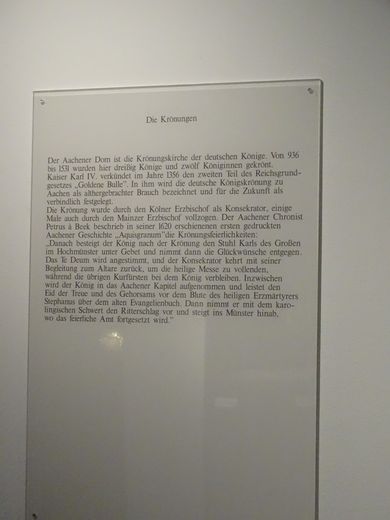 Die Krönungen
Der Aachener Dom ist die Krönungskirche der deutschen Könige. Von 936
bis 1531 wurden hier dreißig Könige und zwölf Königinnen gekrönt.
Kaiser Karl IV. verkündet im Jahre 1356 den zweiten Teil des Reichsgrund-
gesetzes „Goldene Bulle". In ihm wird die deutsche Königskrönung zu
Aachen als althergebrachter Brauch bezeichnet und für die Zukunft als
verbindlich festgelegt.
Die Krönung wurde durch den Kölner Erzbischof als Konsekrator, einige
Male auch durch den Mainzer Erzbischof vollzogen. Der Aachener Chronist
Petrus à Beek beschrieb in seiner 1620 erschienenen ersten gedruckten
Aachener Geschichte „Aquisgranum"die Krönungsfeierlichkeiten:
„Danach besteigt der König nach der Krönung den Stuhl Karls des Großen
im Hochmünster unter Gebet und nimmt dann die Glückwünsche entgegen.
Das Te Deum wird angestimmt, und der Konsekrator kehrt mit seiner
Begleitung zum Altare zurück, um die heilige Messe zu vollenden,
während die übrigen Kurfürsten bei dem König verbleiben. Inzwischen
wird der König in das Aachener Kapitel aufgenommen und leistet den
Eid der Treue und des Gehorsams vor dem Blute des heiligen Erzmärtyrers
Stephanus über dem alten Evangelienbuch. Dann nimmt er mit dem karo-
lingischen Schwert den Ritterschlag vor und steigt ins Münster hinab,
wo das feierliche Amt fortgesetzt wird."